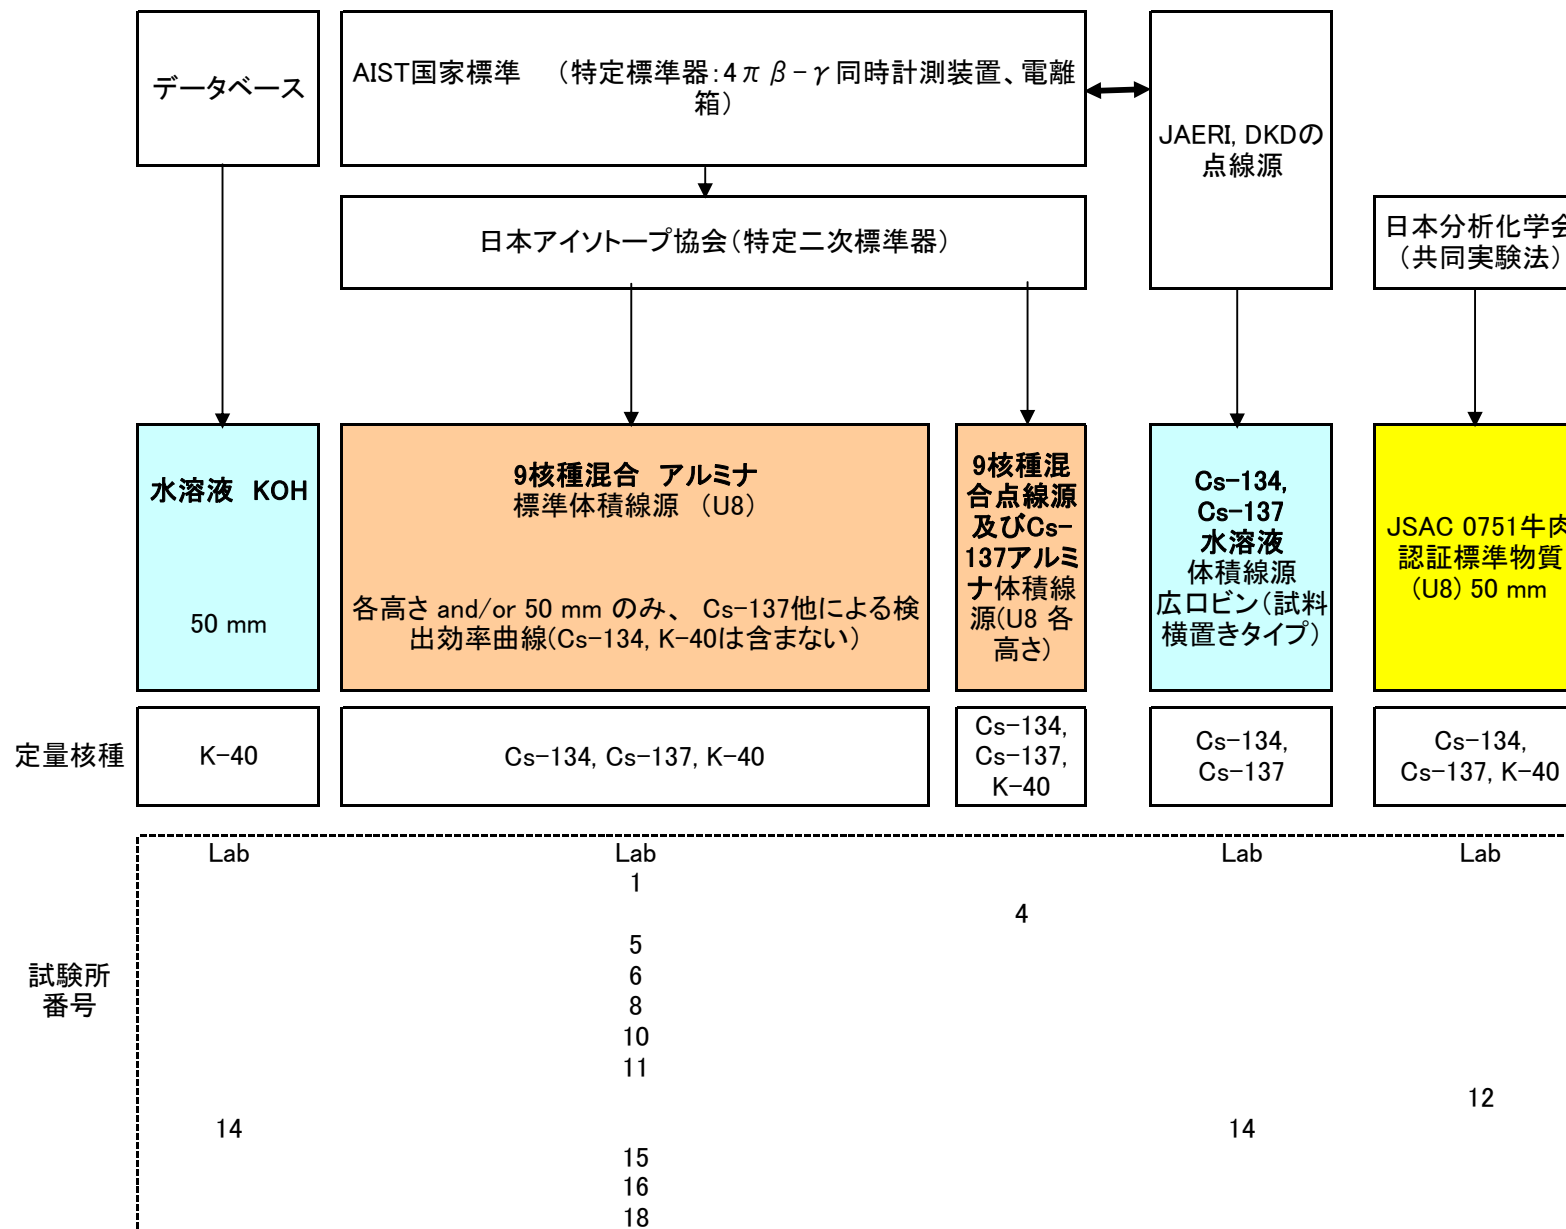 データベース
AIST国家標準　（特定標準器：4πβ−γ同時計測装置、電離
箱）
JAERI, DKDの
点線源
日本アイソトープ協会（特定二次標準器）
日本分析化学会
（共同実験法）
水溶液　KOH
50 mm
9核種混合　アルミナ
標準体積線源　（U8）
各高さ and/or 50 mm のみ、 Cs−137他による検
出効率曲線(Cs−134, K−40は含まない）
9核種混
合点線源
及びCs−
137アルミ
ナ体積線
源(U8 各
高さ）
Cs−134,
Cs−137
水溶液
体積線源
広口ビン（試料
横置きタイプ）
JSAC 0751牛肉
認証標準物質
(U8) 50 mm
定量核種
K−40
Cs−134, Cs−137, K−40
Cs−134,
Cs−137,
K−40
Cs−134,
Cs−137
Cs−134,
Cs−137, K−40
Lab Lab Lab Lab
1
4
5
試験所
番号
6
8
10
11
12
14 14
15
16
18